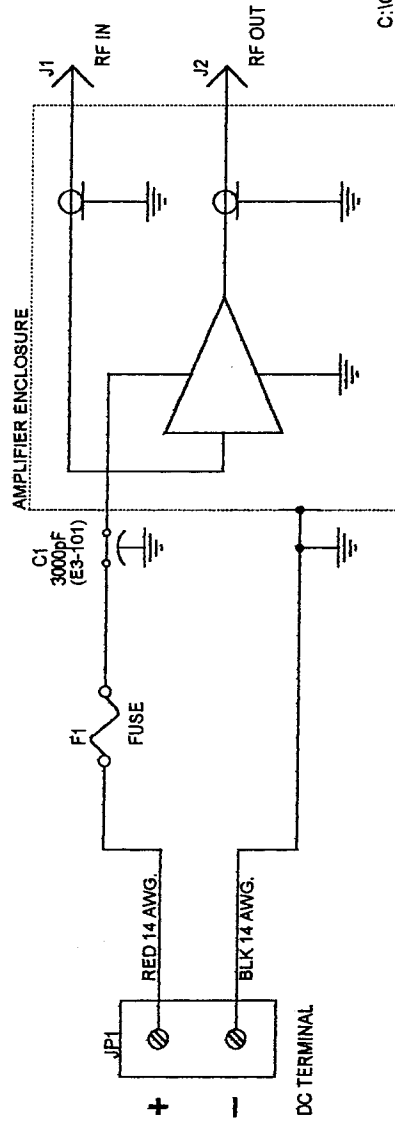 AMPLIFIER ENCLOSURE
J1
RF IN
J2
RF OUT
C1
3000pF
(E3-101)
F1
FUSE
RED 14 AWG.
BLK 14 AWG.
JP1
+
−
DC TERMINAL